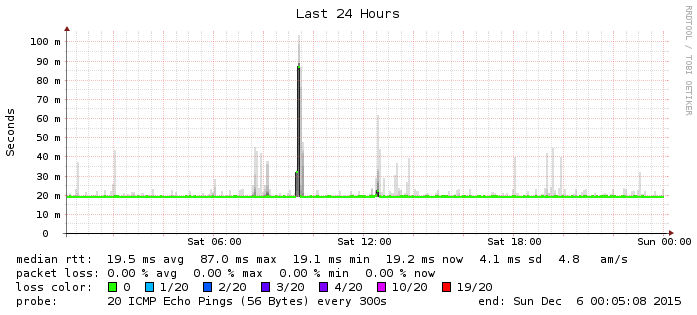 Last 24 Hours
RRDTOOL / TOBI OETIKER
Seconds
100 m
90 m
80 m
70 m
60 m
50 m
40 m
30 m
20 m
10 m
0
Sat 06:00 Sat 12:00 Sat 18:00 Sun 00:00
median rtt: 19.5 ms avg 87.0 ms max 19.1 ms min 19.2 ms now 4.1 ms sd 4.8 am/s
packet loss: 0.00 % avg 0.00 % max 0.00 % min 0.00 % now
loss color: 0 1/20 2/20 3/20 4/20 10/20 19/20
probe: 20 ICMP Echo Pings (56 Bytes) every 300s end: Sun Dec 6 00:05:08 2015